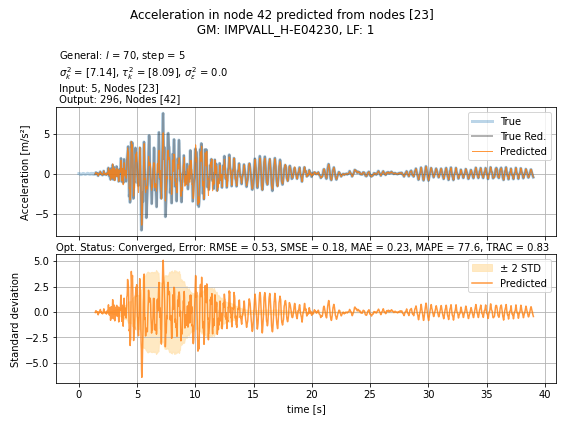 Acceleration in node 42 predicted from nodes [23]
GM: IMPVALL_H-E04230, LF: 1
General: l = 70, step = 5
σ²ₖ = [7.14], τ²ₖ = [8.09], σ²ε = 0.0
Input: 5, Nodes [23]
Output: 296, Nodes [42]
Acceleration [m/s²]
5
0
−5
True
True Red.
Predicted
Opt. Status: Converged, Error: RMSE = 0.53, SMSE = 0.18, MAE = 0.23, MAPE = 77.6, TRAC = 0.83
Standard deviation
5.0
2.5
0.0
−2.5
−5.0
± 2 STD
Predicted
0 5 10 15 20 25 30 35 40
time [s]